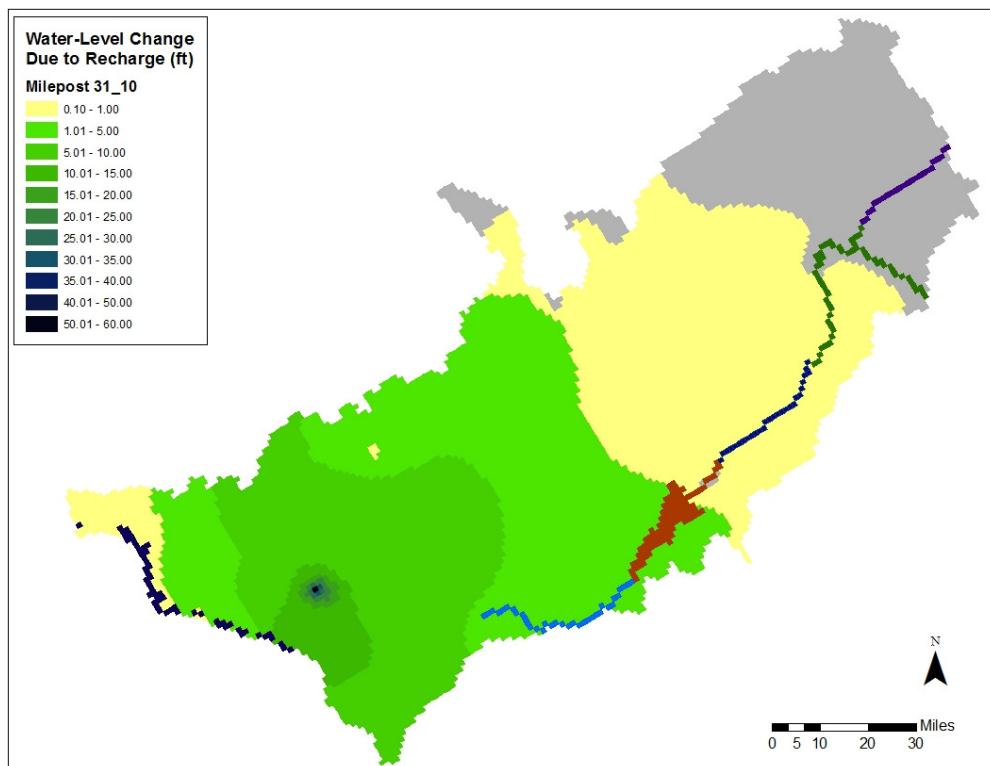 Water-Level Change
Due to Recharge (ft)
Milepost 31_10
0.10 - 1.00
1.01 - 5.00
5.01 - 10.00
10.01 - 15.00
15.01 - 20.00
20.01 - 25.00
25.01 - 30.00
30.01 - 35.00
35.01 - 40.00
40.01 - 50.00
50.01 - 60.00
N
Miles
0 5 10 20 30